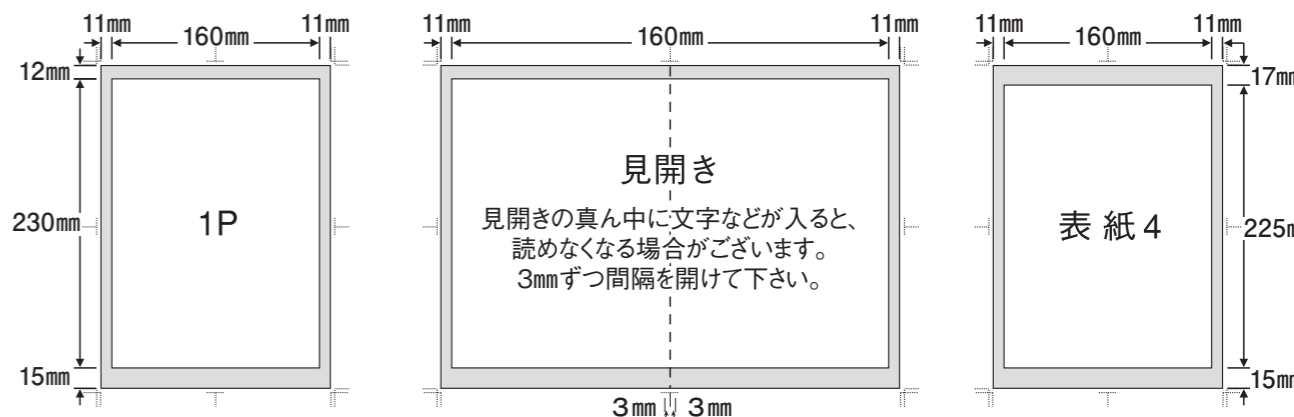 11㎜
160㎜
11㎜
12㎜
230㎜
15㎜
1P
11㎜
160㎜
11㎜
見開き
見開きの真ん中に文字などが入ると、
読めなくなる場合がございます。
3㎜ずつ間隔を開けて下さい。
3㎜ 3㎜
11㎜
160㎜
11㎜
17㎜
表紙4
225㎜
15㎜